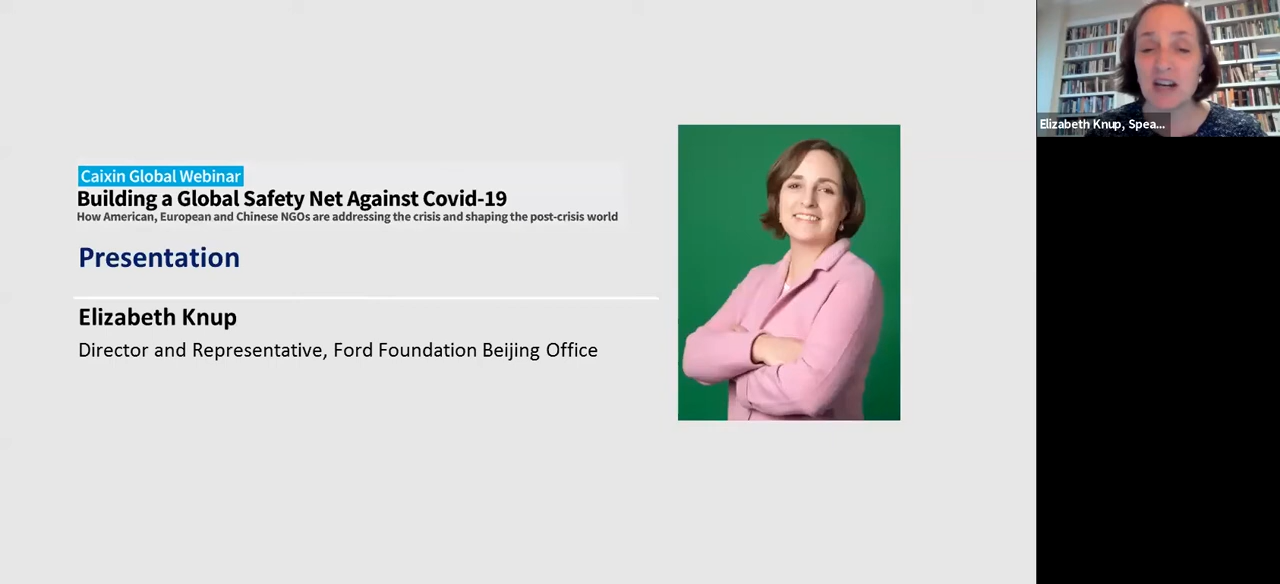 Caixin Global Webinar
Building a Global Safety Net Against Covid-19
How American, European and Chinese NGOs are addressing the crisis and shaping the post-crisis world
Presentation
Elizabeth Knup
Director and Representative, Ford Foundation Beijing Office
Elizabeth Knup, Spea...